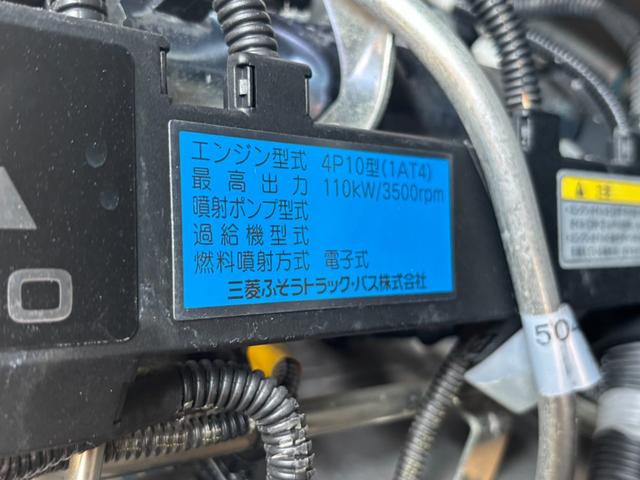 エンジン型式 4P10型(1AT4)
最高出力 110kW/3500rpm
噴射ポンプ型式
過給機型式
燃料噴射方式 電子式
三菱ふそうトラック・バス株式会社
注意
50-
O